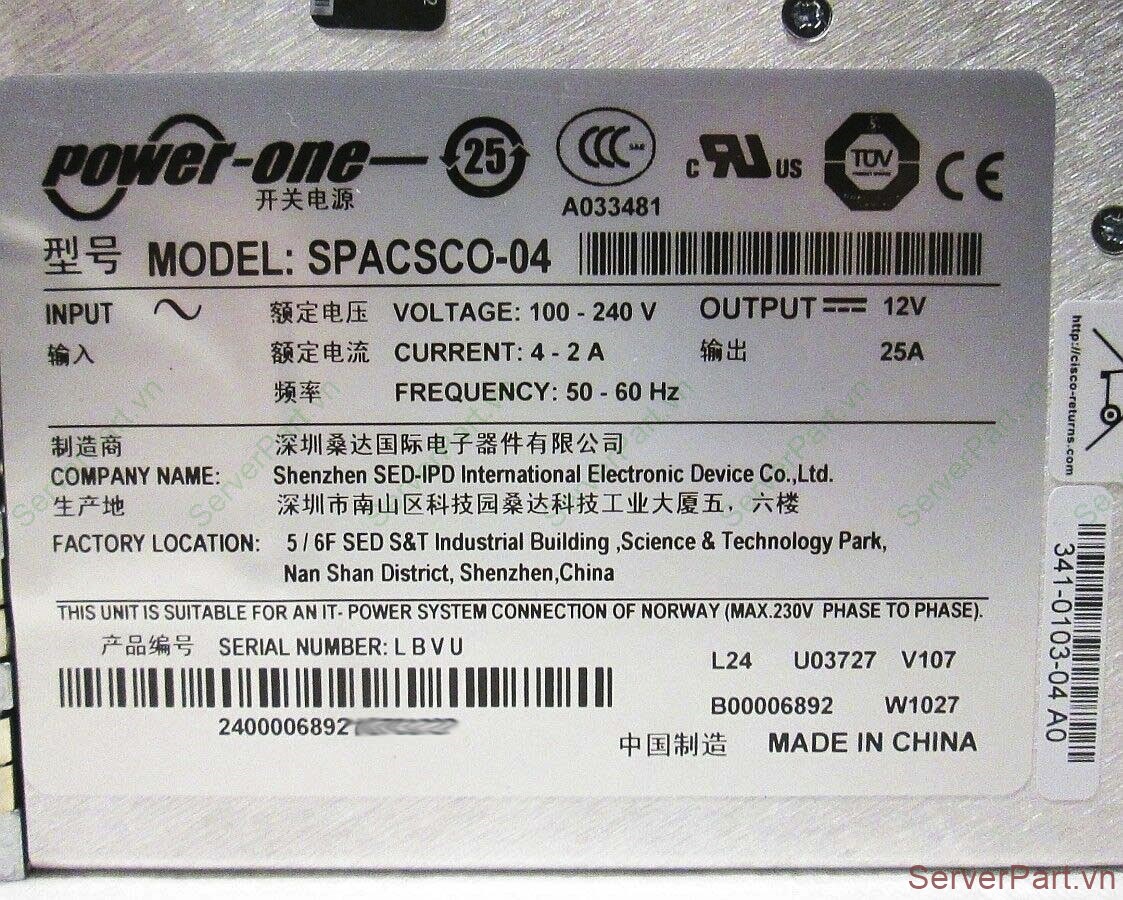 power-one
开关电源
25
CCC
S&E
A033481
c RU US
TÜV
CE
型号 MODEL: SPACSCO-04
INPUT 额定电压 VOLTAGE: 100 - 240 V OUTPUT 12V
输入 额定电流 CURRENT: 4 - 2 A 输出 25A
频率 FREQUENCY: 50 - 60 Hz
制造商 深圳桑达国际电子器件有限公司
COMPANY NAME: Shenzhen SED-IPD International Electronic Device Co.,Ltd.
生产地 深圳市南山区科技园桑达科技工业大厦五，六楼
FACTORY LOCATION: 5 / 6F SED S&T Industrial Building ,Science & Technology Park,
Nan Shan District, Shenzhen,China
THIS UNIT IS SUITABLE FOR AN IT- POWER SYSTEM CONNECTION OF NORWAY (MAX.230V PHASE TO PHASE).
产品编号 SERIAL NUMBER: L B V U
L24 U03727 V107
B00006892 W1027
2400006892
中国制造 MADE IN CHINA
http://cisco-returns.com
341-0103-04 A0
ServerPart.vn